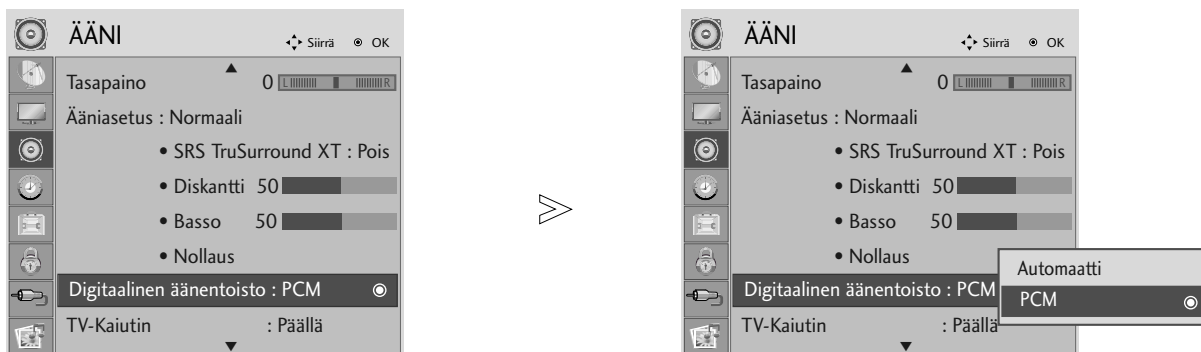 ÄÄNI
Siirrä OK
Tasapaino 0 L R
Ääniasetus : Normaali
• SRS TruSurround XT : Pois
• Diskantti 50
• Basso 50
• Nollaus
Digitaalinen äänentoisto : PCM
TV-Kaiutin : Päällä
ÄÄNI
Siirrä OK
Tasapaino 0 L R
Ääniasetus : Normaali
• SRS TruSurround XT : Pois
• Diskantti 50
• Basso 50
• Nollaus
Digitaalinen äänentoisto : PCM
TV-Kaiutin : Päällä
Automaatti
PCM